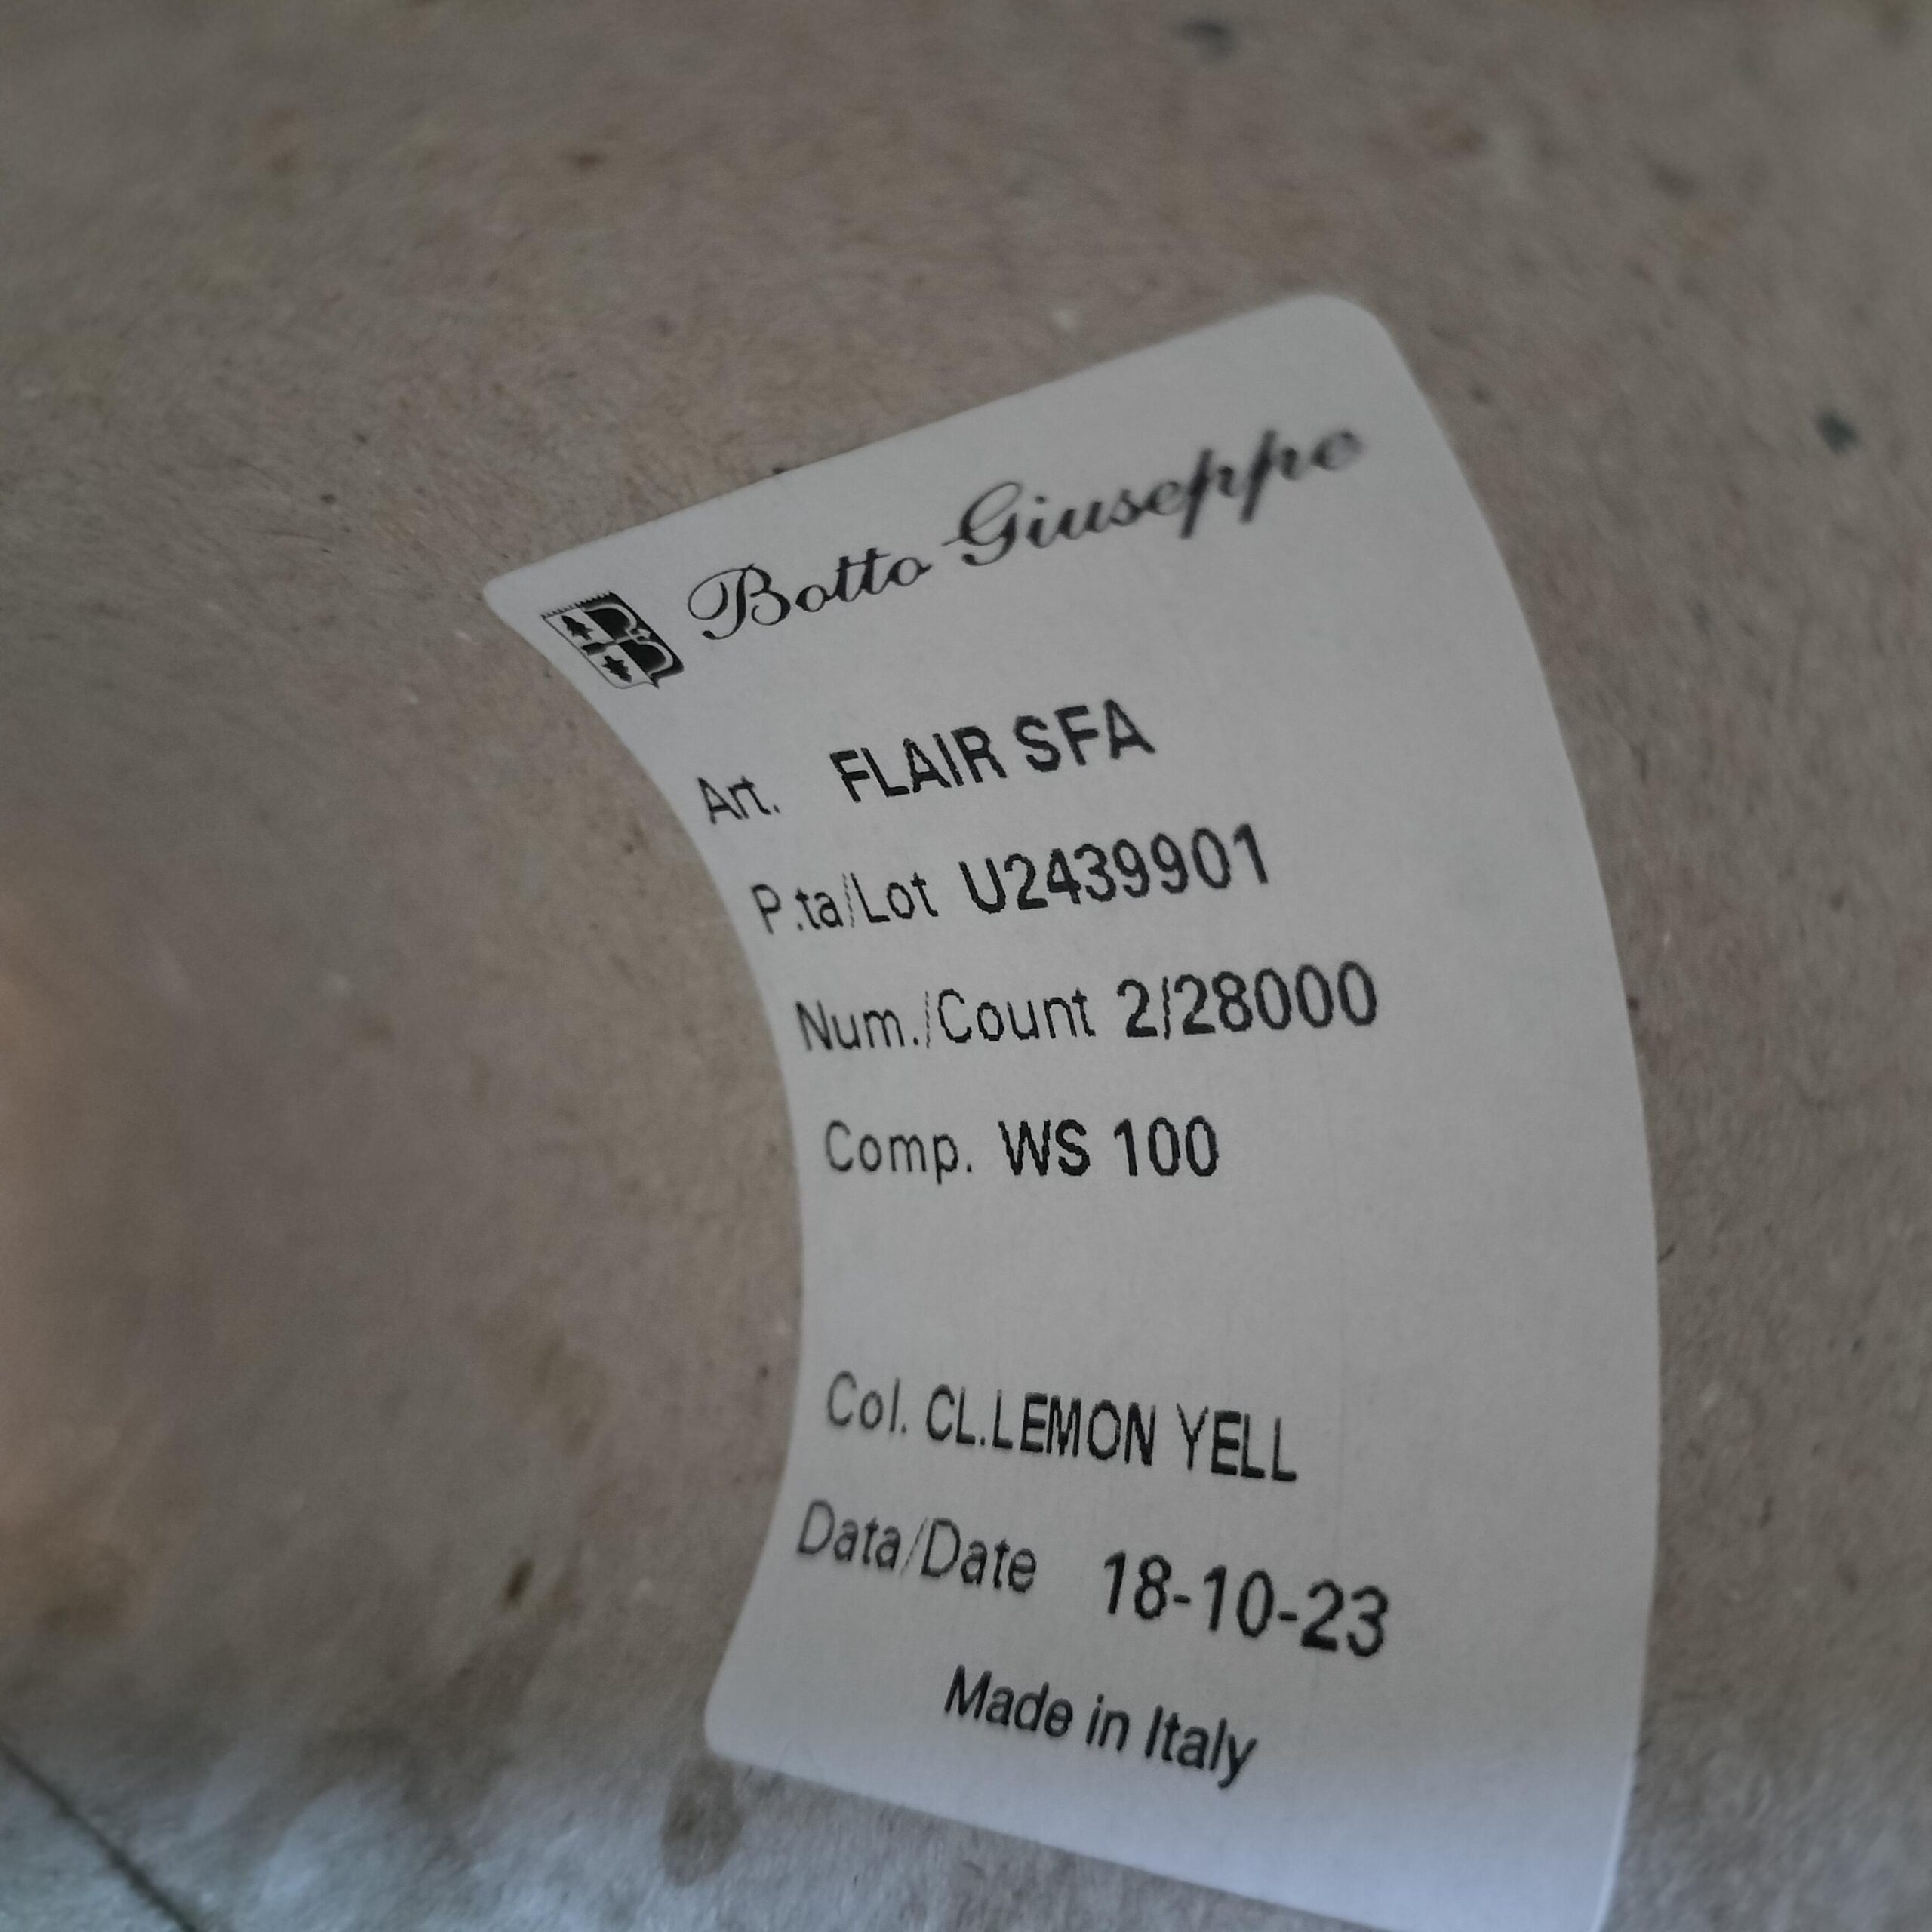 Botto Giuseppe
Art. FLAIR SFA
P.ta/Lot U2439901
Num./Count 2/28000
Comp. WS 100
Col. CL.LEMON YELL
Data/Date 18-10-23
Made in Italy